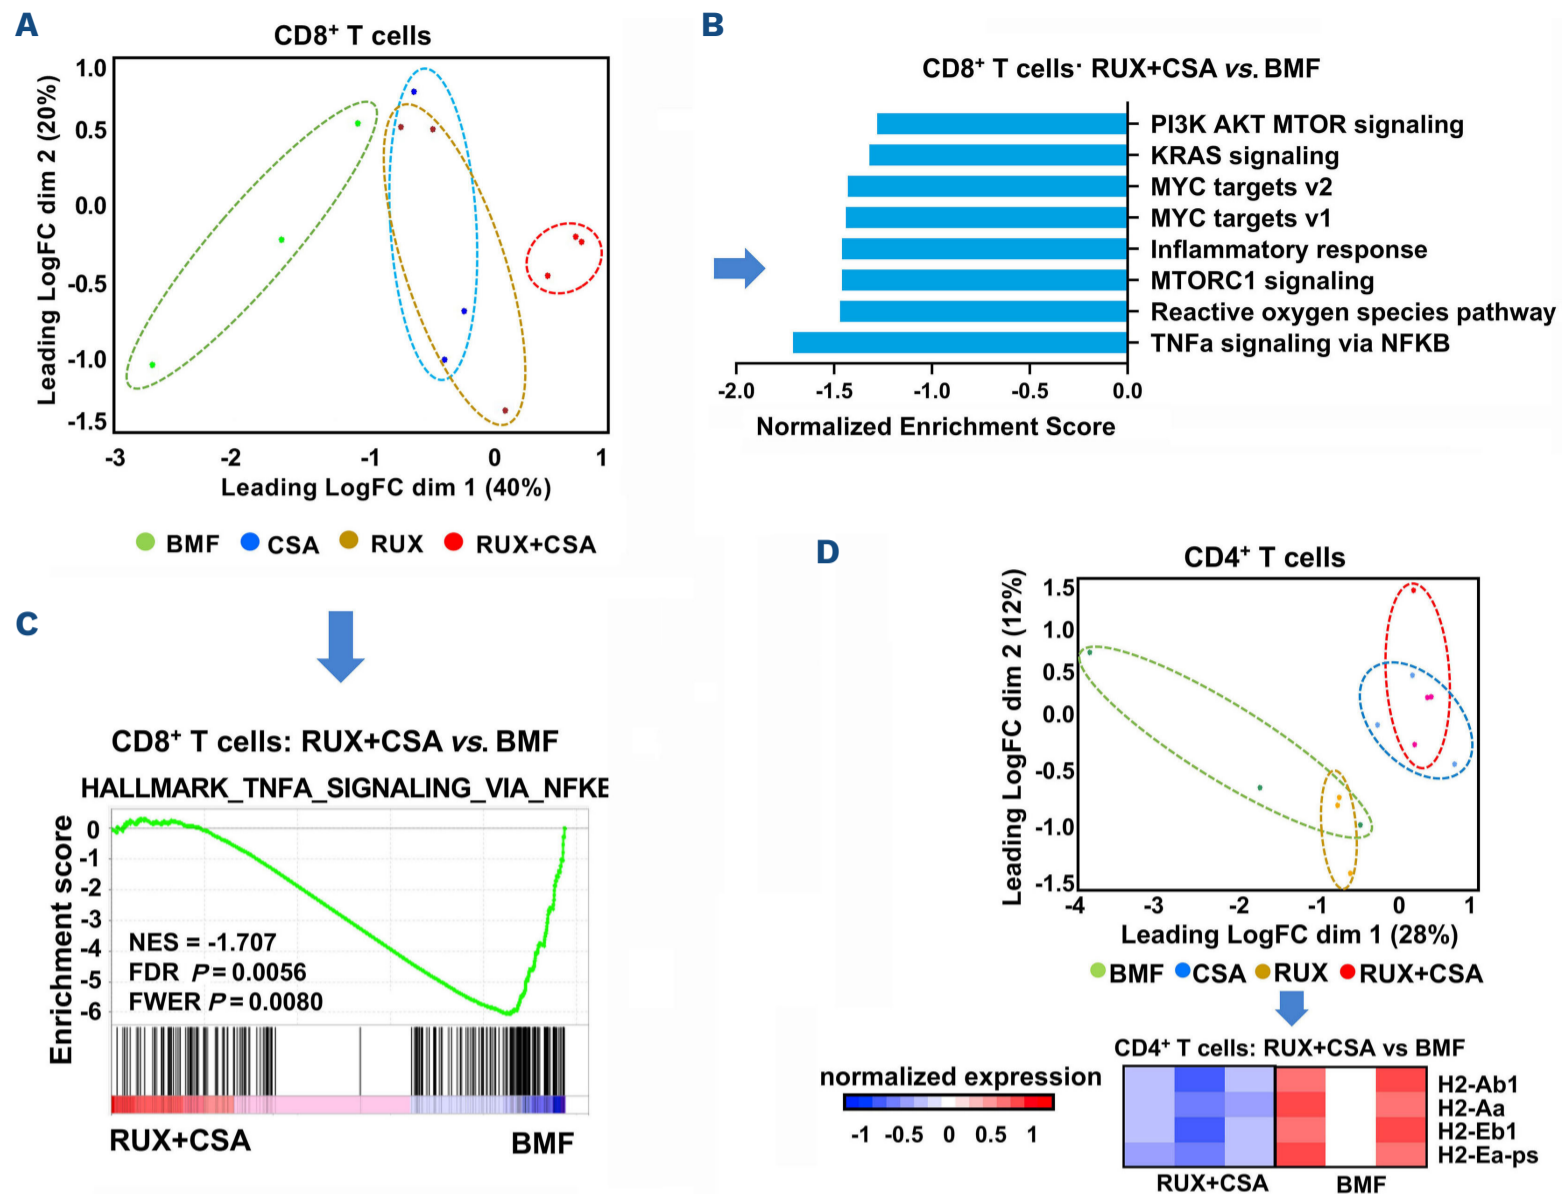 A
CD8+ T cells
Leading LogFC dim 2 (20%)
1.0
0.5
0.0
-0.5
-1.0
-1.5
-3 -2 -1 0 1
Leading LogFC dim 1 (40%)
BMF CSA RUX RUX+CSA
B
CD8+ T cells· RUX+CSA vs. BMF
PI3K AKT MTOR signaling
KRAS signaling
MYC targets v2
MYC targets v1
Inflammatory response
MTORC1 signaling
Reactive oxygen species pathway
TNFa signaling via NFKB
-2.0 -1.5 -1.0 -0.5 0.0
Normalized Enrichment Score
C
CD8+ T cells: RUX+CSA vs. BMF
HALLMARK_TNFA_SIGNALING_VIA_NFKB
Enrichment score
0
-1
-2
-3
-4
-5
-6
NES = -1.707
FDR P = 0.0056
FWER P = 0.0080
RUX+CSA BMF
D
CD4+ T cells
Leading LogFC dim 2 (12%)
1.5
1.0
0.5
0.0
-0.5
-1.0
-1.5
-4 -3 -2 -1 0 1
Leading LogFC dim 1 (28%)
BMF CSA RUX RUX+CSA
CD4+ T cells: RUX+CSA vs BMF
normalized expression
-1 -0.5 0 0.5 1
H2-Ab1
H2-Aa
H2-Eb1
H2-Ea-ps
RUX+CSA BMF